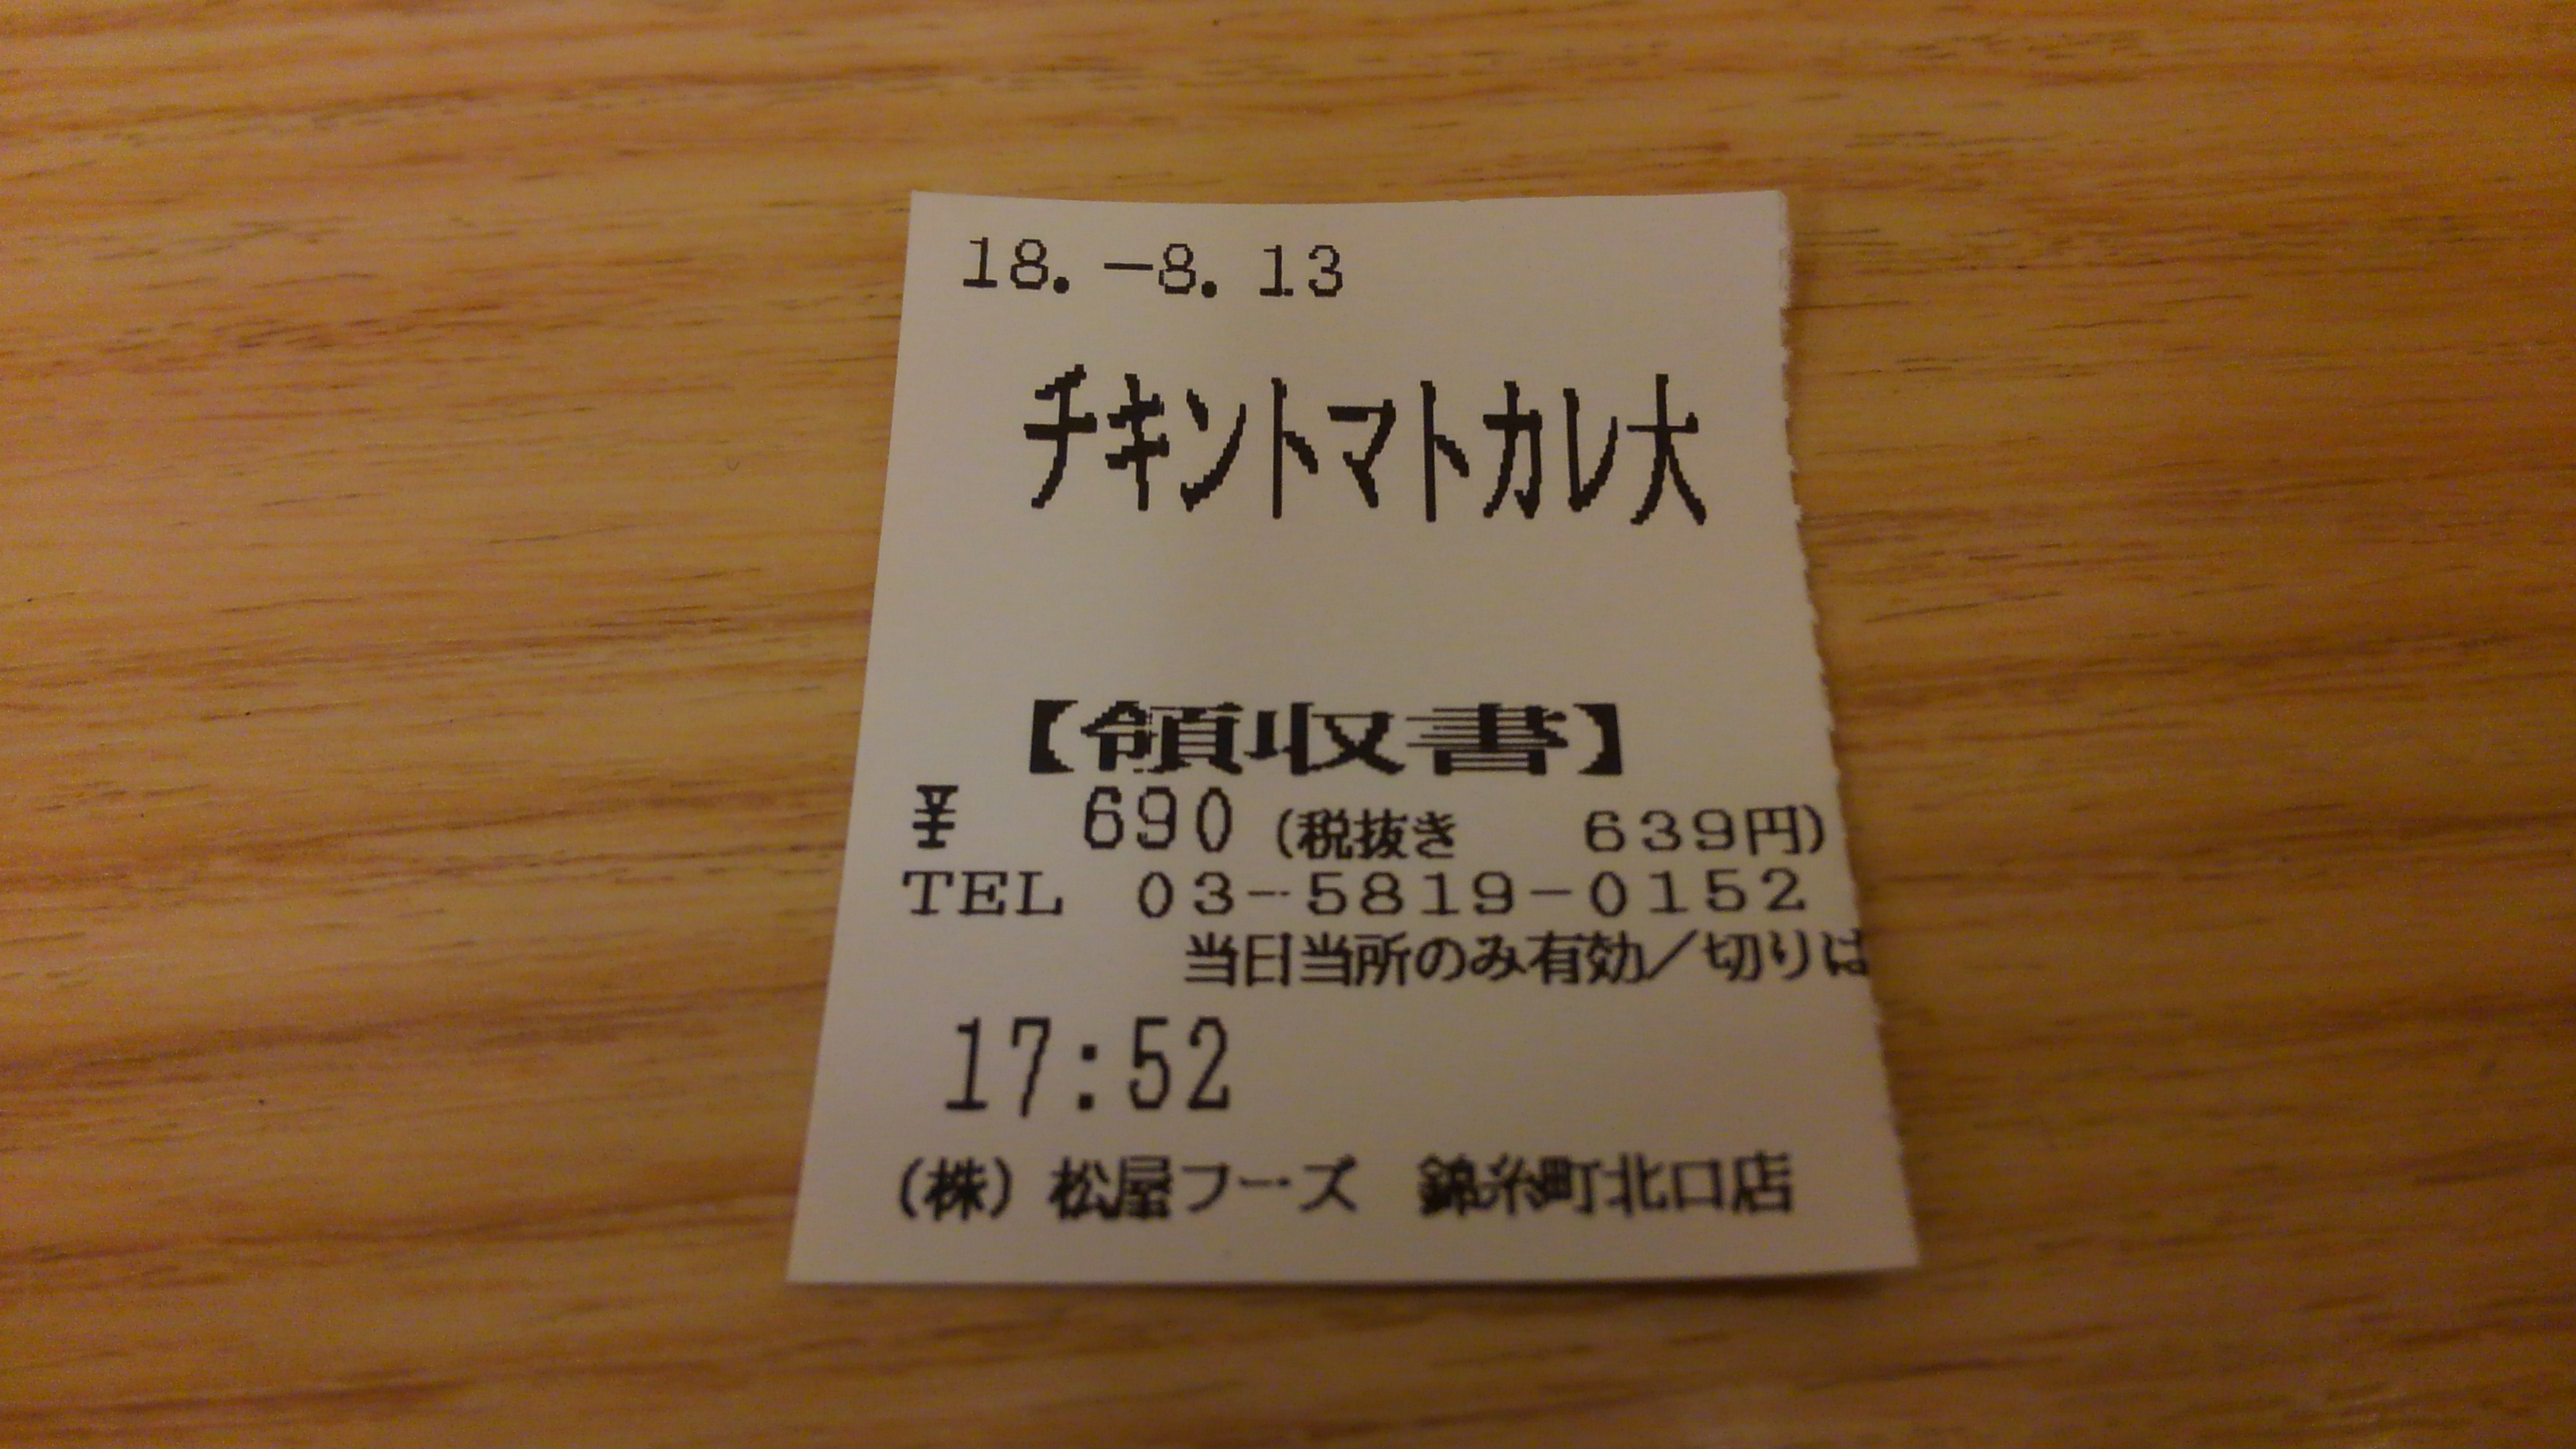 18.-8.13
チキントマトカレ大
【領収書】
¥ 690 (税抜き 639円)
TEL 03-5819-0152
当日当所のみ有効/切りは
17:52
(株) 松屋フーズ 錦糸町北口店